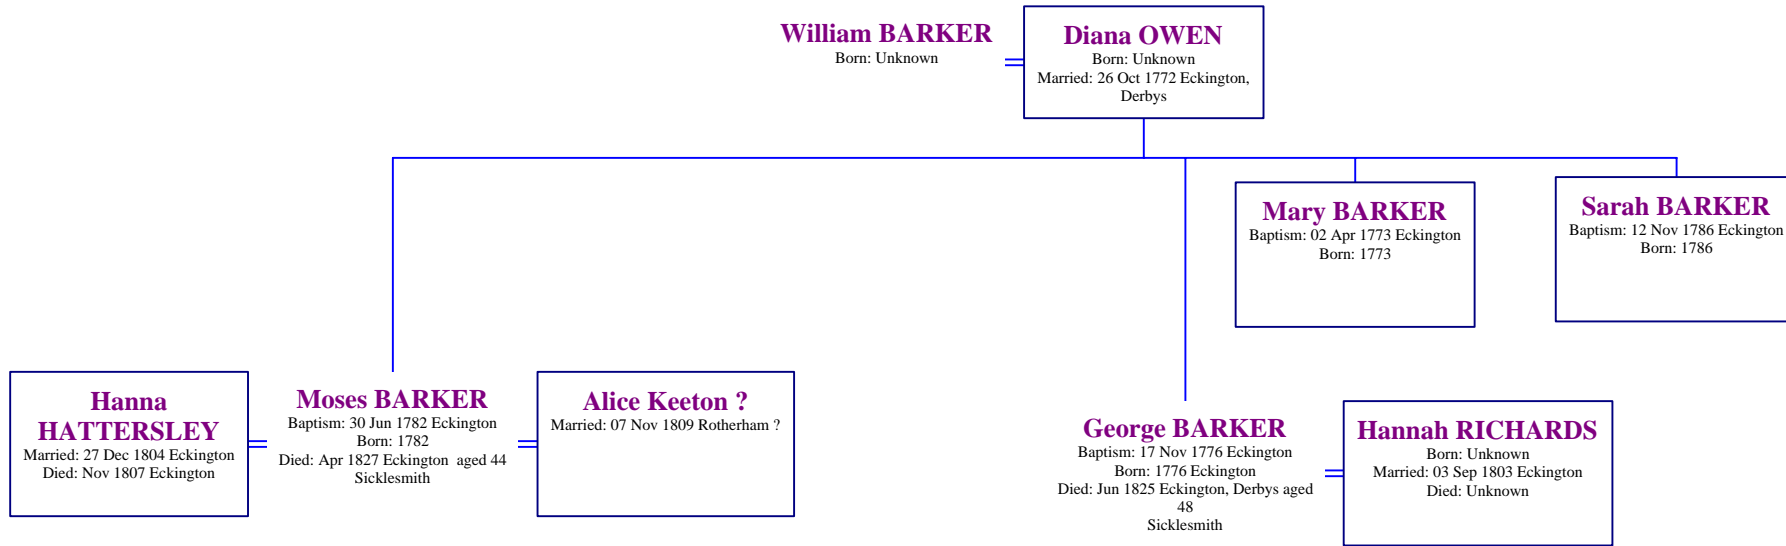 William BARKER
Born: Unknown
Diana OWEN
Born: Unknown
Married: 26 Oct 1772 Eckington,
Derbys
Mary BARKER
Baptism: 02 Apr 1773 Eckington
Born: 1773
Sarah BARKER
Baptism: 12 Nov 1786 Eckington
Born: 1786
Hanna
HATTERSLEY
Married: 27 Dec 1804 Eckington
Died: Nov 1807 Eckington
Moses BARKER
Baptism: 30 Jun 1782 Eckington
Born: 1782
Died: Apr 1827 Eckington aged 44
Sicklesmith
Alice Keeton ?
Married: 07 Nov 1809 Rotherham ?
George BARKER
Baptism: 17 Nov 1776 Eckington
Born: 1776 Eckington
Died: Jun 1825 Eckington, Derbys aged
48
Sicklesmith
Hannah RICHARDS
Born: Unknown
Married: 03 Sep 1803 Eckington
Died: Unknown